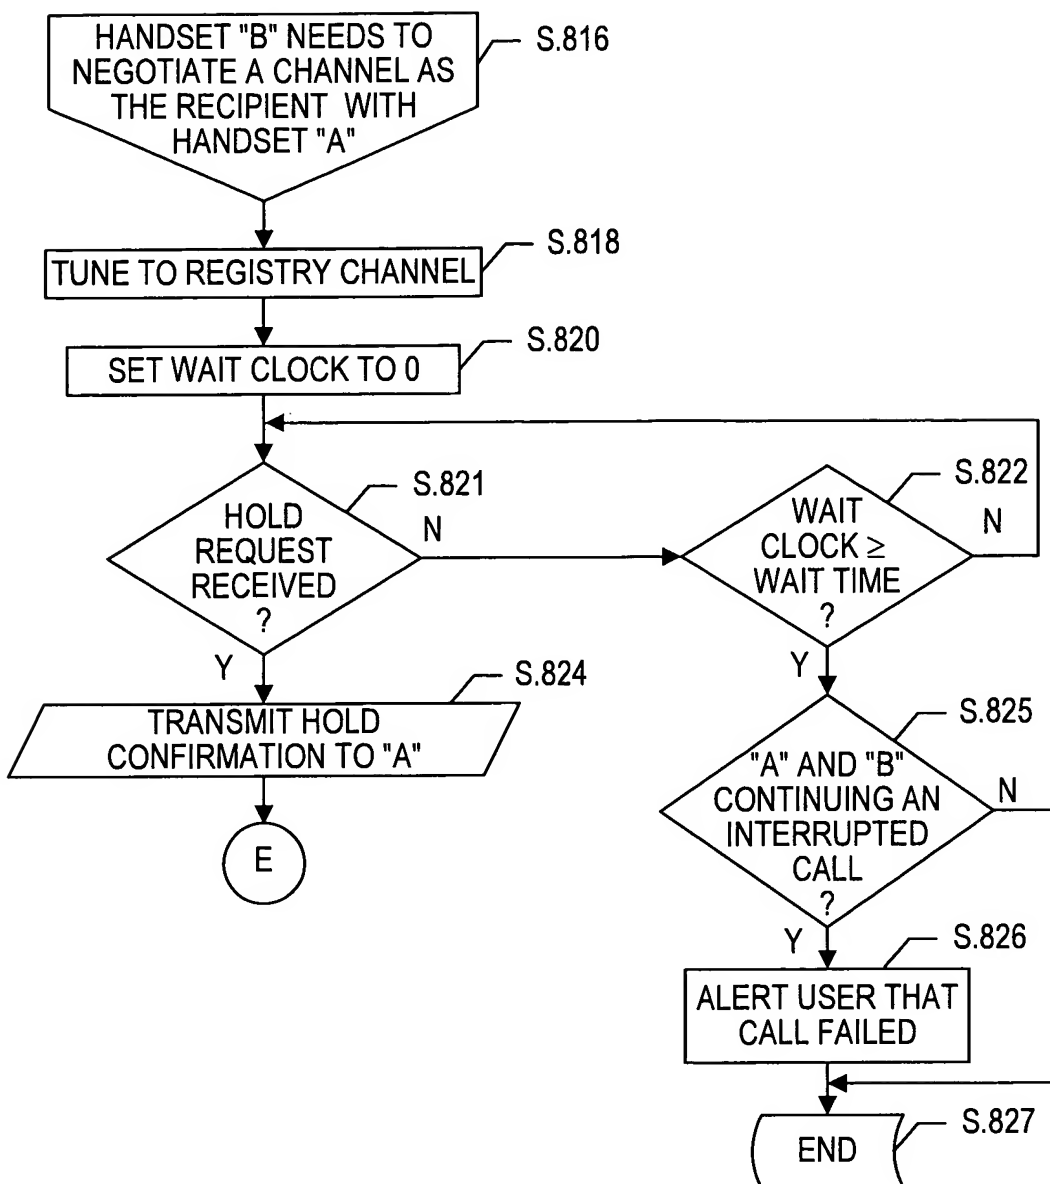 HANDSET "B" NEEDS TO
NEGOTIATE A CHANNEL AS
THE RECIPIENT WITH
HANDSET "A"
S.816
TUNE TO REGISTRY CHANNEL
S.818
SET WAIT CLOCK TO 0
S.820
HOLD
REQUEST
RECEIVED
?
S.821
N
Y
WAIT
CLOCK ≥
WAIT TIME
?
S.822
N
Y
TRANSMIT HOLD
CONFIRMATION TO "A"
S.824
E
"A" AND "B"
CONTINUING AN
INTERRUPTED
CALL
?
S.825
N
Y
ALERT USER THAT
CALL FAILED
S.826
END
S.827